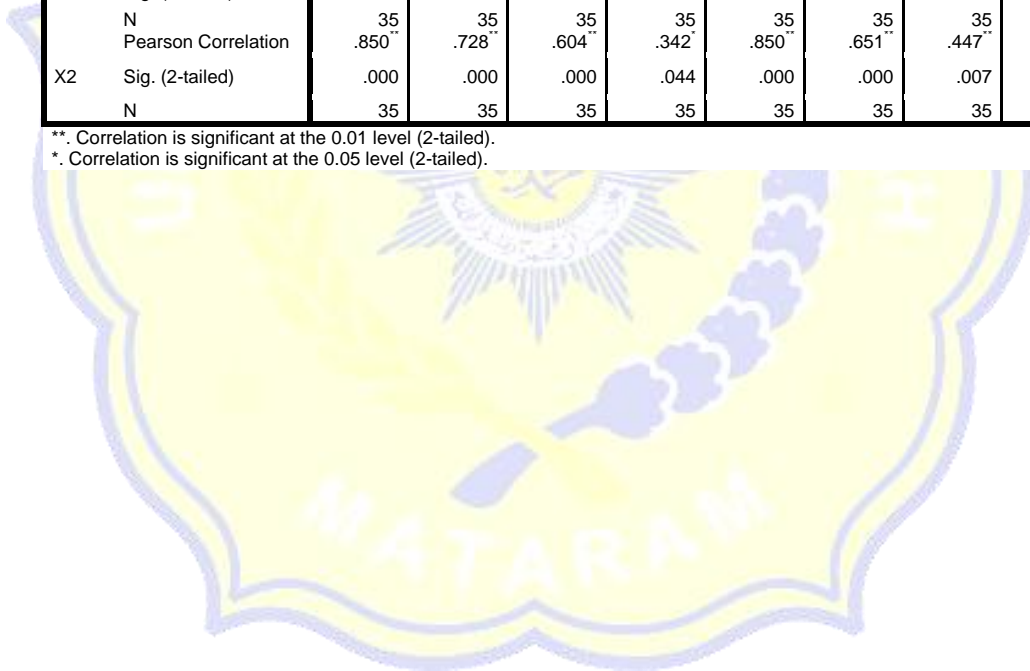 N 35 35 35 35 35 35 35
Pearson Correlation .850** .728** .604** .342* .850** .651** .447**
X2 Sig. (2-tailed) .000 .000 .000 .044 .000 .000 .007
N 35 35 35 35 35 35 35
**. Correlation is significant at the 0.01 level (2-tailed).
*. Correlation is significant at the 0.05 level (2-tailed).
U H
MATARAM